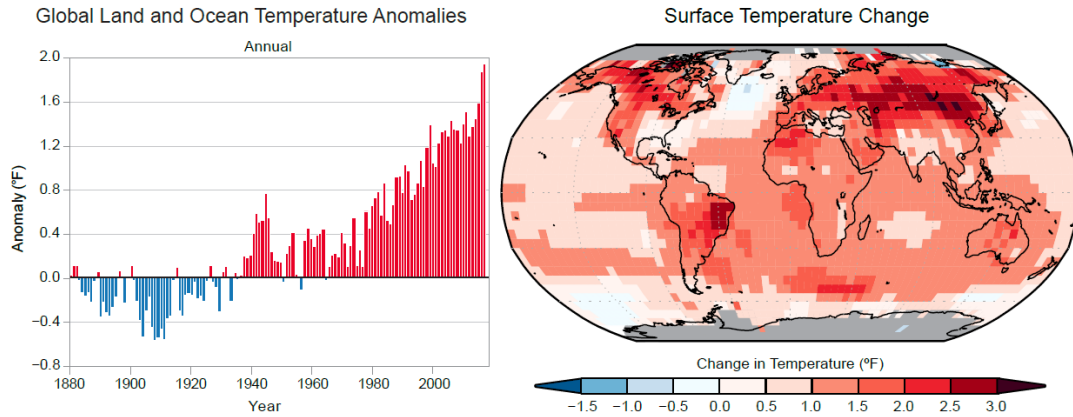 Global Land and Ocean Temperature Anomalies
Annual
Anomaly (ºF)
2.0
1.6
1.2
0.8
0.4
0.0
−0.4
−0.8
1880 1900 1920 1940 1960 1980 2000
Year
Surface Temperature Change
Change in Temperature (ºF)
−1.5 −1.0 −0.5 0.0 0.5 1.0 1.5 2.0 2.5 3.0